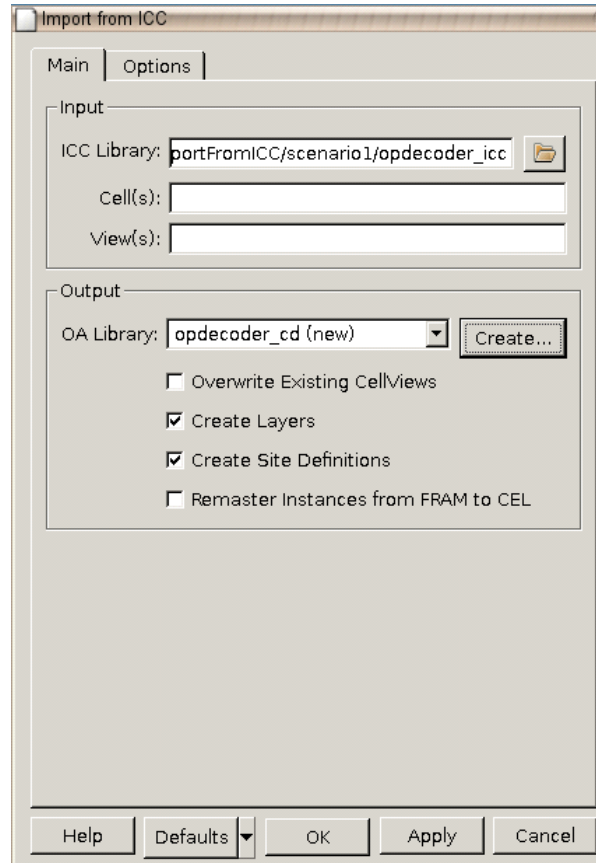 Import from ICC
Main Options
Input
ICC Library: portFromICC/scenario1/opdecoder_icc
Cell(s):
View(s):
Output
OA Library: opdecoder_cd (new) Create...
Overwrite Existing CellViews
Create Layers
Create Site Definitions
Remaster Instances from FRAM to CEL
Help Defaults OK Apply Cancel